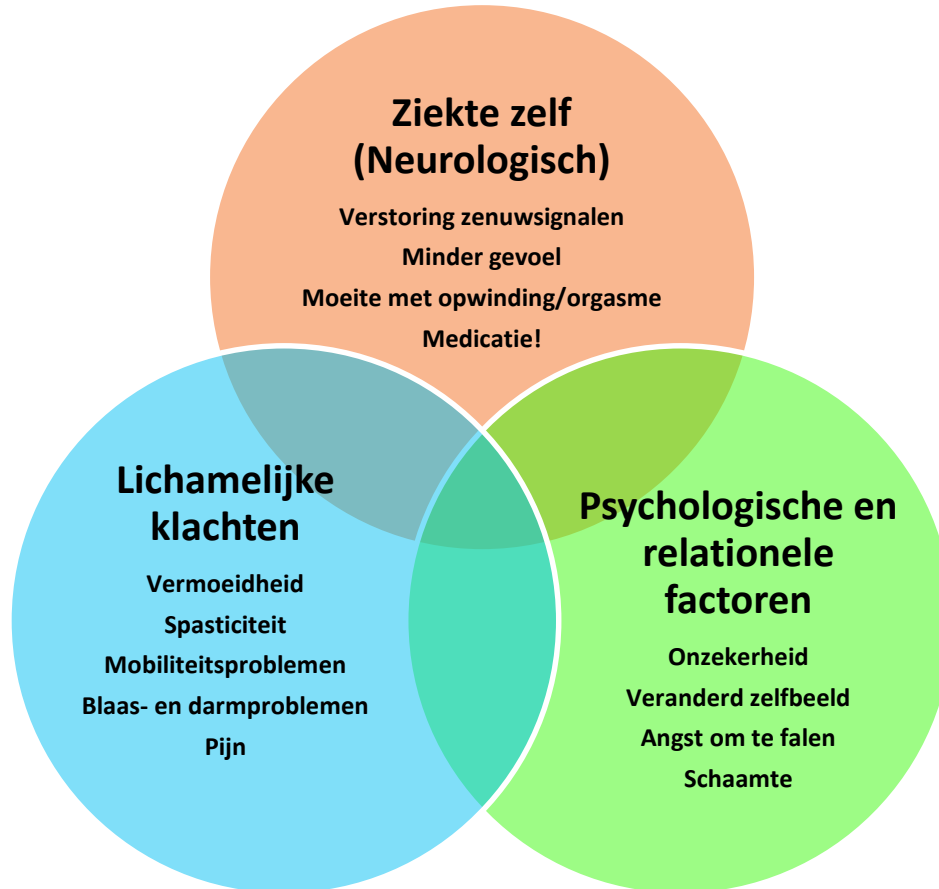 Ziekte zelf
(Neurologisch)
Verstoring zenuwsignalen
Minder gevoel
Moeite met opwinding/orgasme
Medicatie!
Lichamelijke
klachten
Vermoeidheid
Spasticiteit
Mobiliteitsproblemen
Blaas- en darmproblemen
Pijn
Psychologische en
relationele
factoren
Onzekerheid
Veranderd zelfbeeld
Angst om te falen
Schaamte